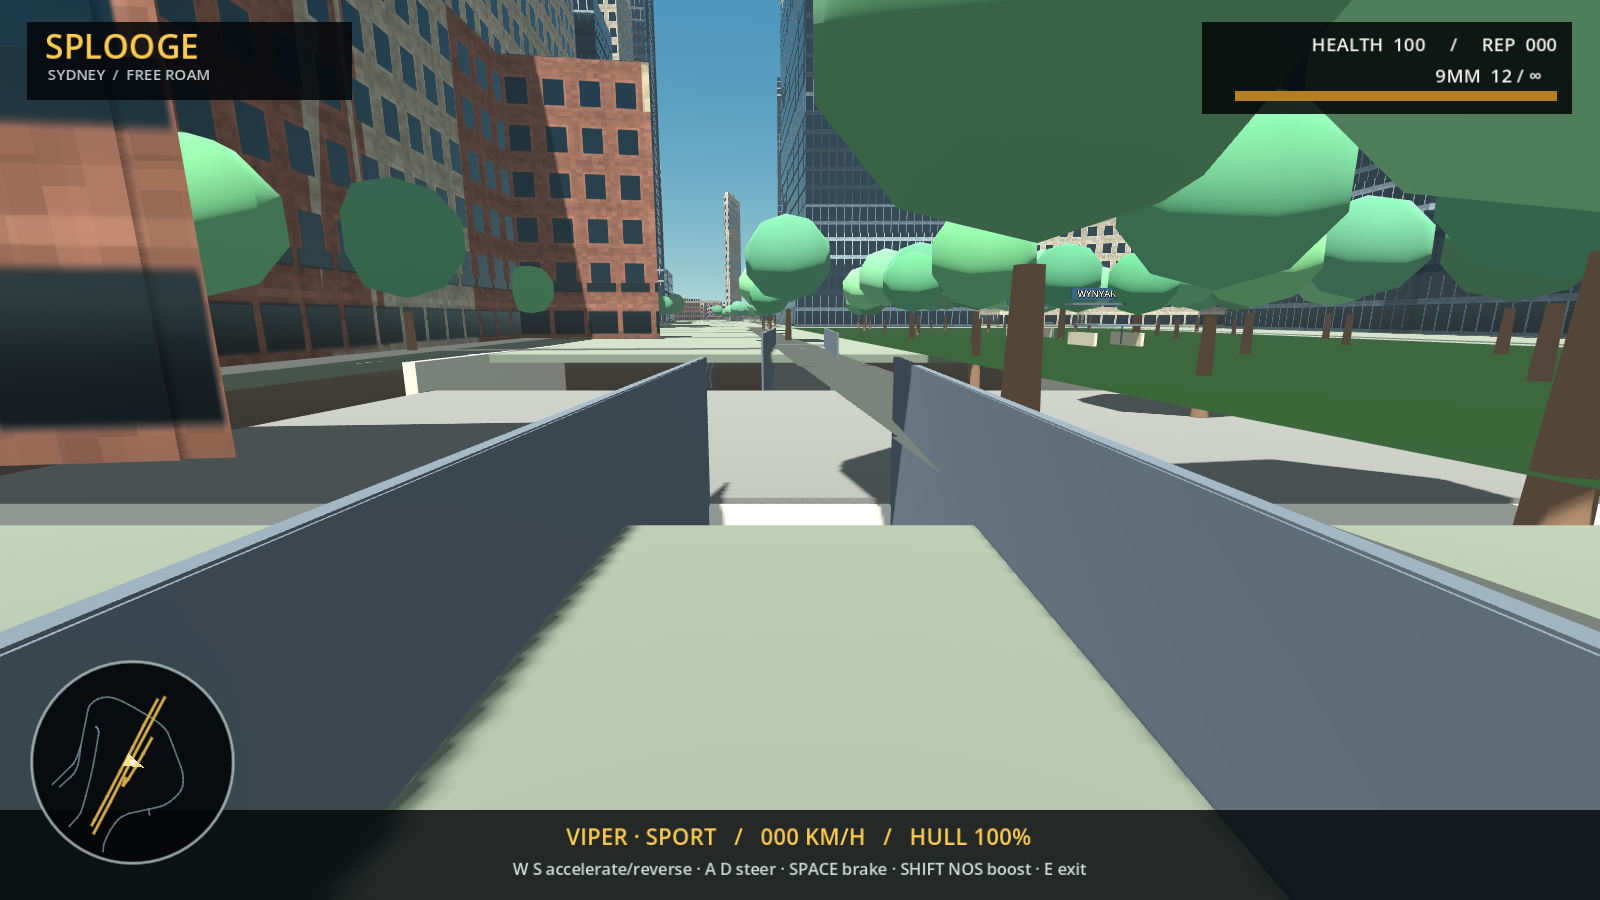 SPLOOGE
SYDNEY / FREE ROAM
HEALTH 100 / REP 000
9MM 12 / ∞
WYNYAR
VIPER · SPORT / 000 KM/H / HULL 100%
W S accelerate/reverse · A D steer · SPACE brake · SHIFT NOS boost · E exit